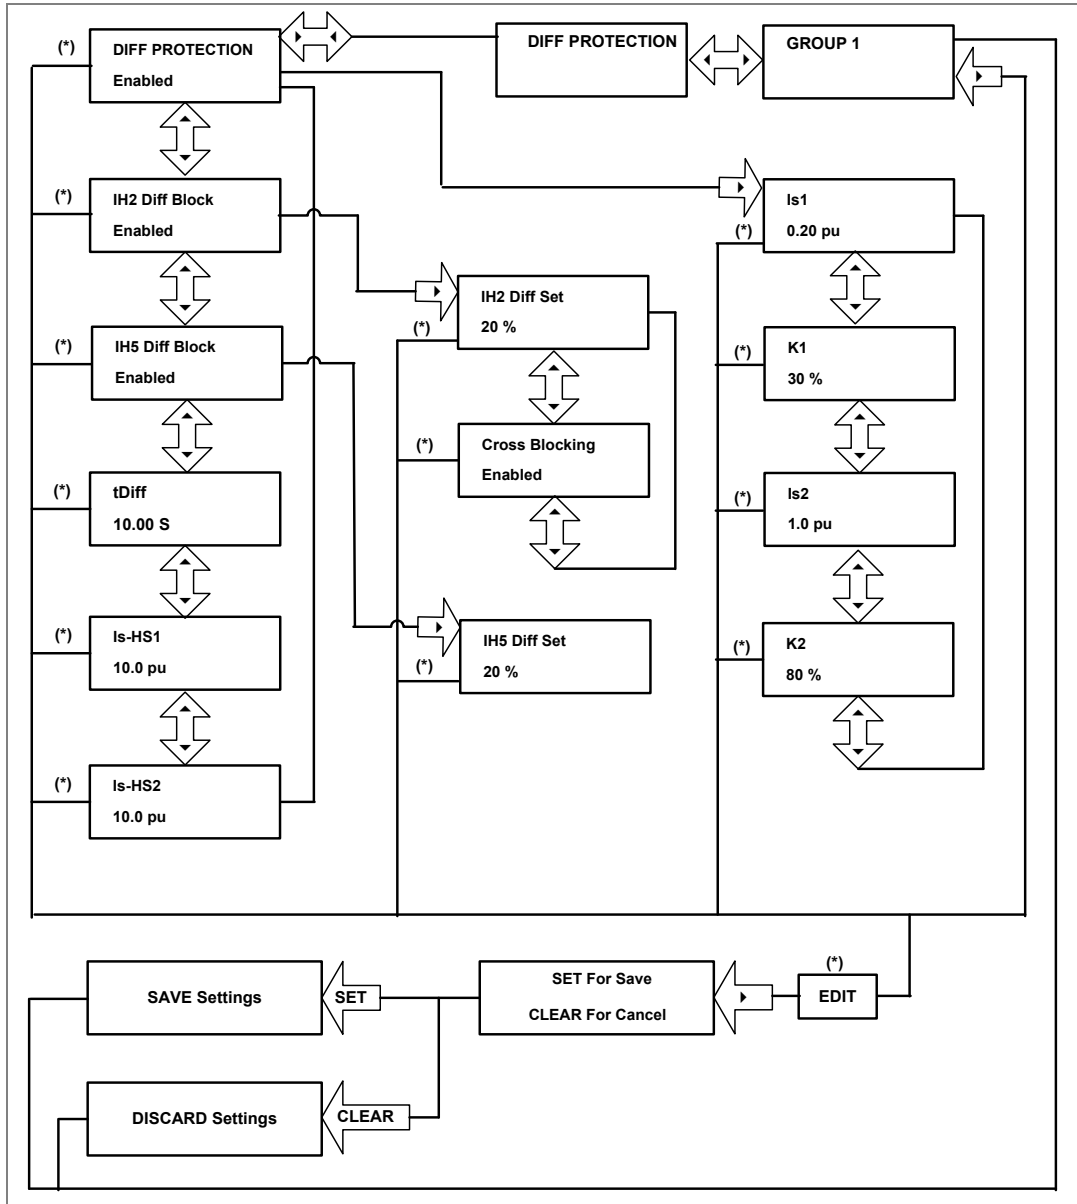 (*)
DIFF PROTECTION
Enabled
DIFF PROTECTION
GROUP 1
(*)
IH2 Diff Block
Enabled
Is1
0.20 pu
(*)
IH2 Diff Set
20 %
(*)
(*)
IH5 Diff Block
Enabled
K1
30 %
(*)
Cross Blocking
Enabled
(*)
(*)
tDiff
10.00 S
Is2
1.0 pu
(*)
(*)
Is-HS1
10.0 pu
IH5 Diff Set
20 %
(*)
K2
80 %
(*)
(*)
Is-HS2
10.0 pu
SAVE Settings
SET
SET For Save
CLEAR For Cancel
(*)
EDIT
DISCARD Settings
CLEAR